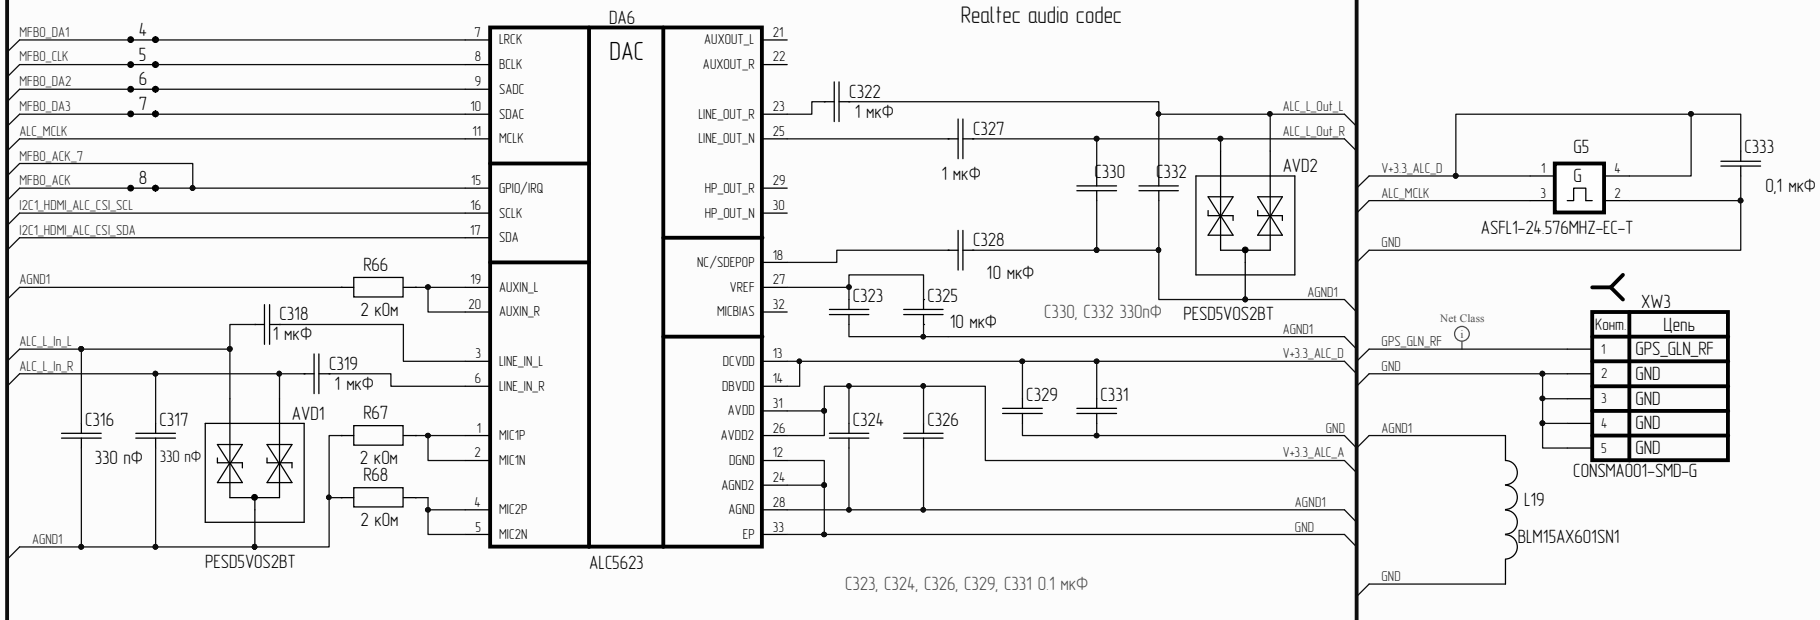 Realtec audio codec
DA6
DAC
ALC5623
MFB0_DA1 4 7 LRCK
MFB0_CLK 5 8 BCLK
MFB0_DA2 6 9 SADC
MFB0_DA3 7 10 SDAC
ALC_MCLK 11 MCLK
MFB0_ACK_7
MFB0_ACK 8 15 GPIO/IRQ
I2C1_HDMI_ALC_CSI_SCL 16 SCLK
I2C1_HDMI_ALC_CSI_SDA 17 SDA
AGND1
R66
2 кОм
19 AUXIN_L
20 AUXIN_R
C318
1 мкФ
ALC_L_In_L
3 LINE_IN_L
ALC_L_In_R
C319
1 мкФ
6 LINE_IN_R
C316
330 пФ
C317
330 пФ
AVD1
PESD5V0S2BT
R67
2 кОм
1 MIC1P
2 MIC1N
R68
2 кОм
4 MIC2P
5 MIC2N
AGND1
AUXOUT_L 21
AUXOUT_R 22
LINE_OUT_R 23
LINE_OUT_N 25
HP_OUT_R 29
HP_OUT_N 30
NC/SDEPOP 18
VREF 27
MICBIAS 32
DCVDD 13
DBVDD 14
AVDD 31
AVDD2 26
DGND 12
AGND2 24
AGND 28
EP 33
C322
1 мкФ
C327
1 мкФ
C330
C332
C328
10 мкФ
C323
C325
10 мкФ
C330, C332 330пФ
AVD2
PESD5V0S2BT
C329
C331
C324
C326
ALC_L_Out_L
ALC_L_Out_R
AGND1
AGND1
V+3.3_ALC_D
GND
V+3.3_ALC_A
AGND1
GND
C323, C324, C326, C329, C331 0.1 мкФ
V+3.3_ALC_D
ALC_MCLK
GND
G5
G
1
3
4
2
ASFL1-24.576MHZ-EC-T
C333
0,1 мкФ
XW3
Конт. Цепь
1 GPS_GLN_RF
2 GND
3 GND
4 GND
5 GND
CONSMA001-SMD-G
Net Class
i
GPS_GLN_RF
GND
AGND1
L19
BLM15AX601SN1
GND